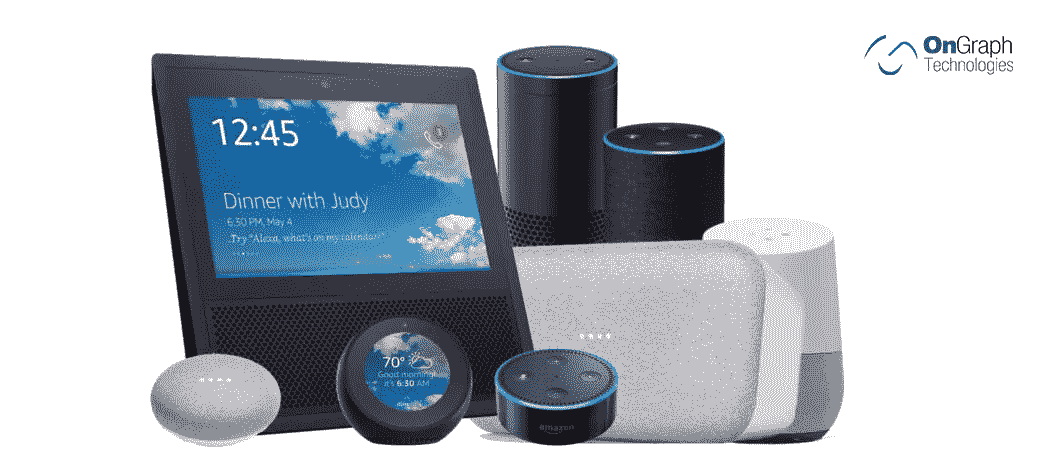 OnGraph
Technologies
12:45
Dinner with Judy
6:30 PM, May 4
Try "Alexa, what's on my calendar."
70°
Good morning!
it's 6:30 AM
amazon